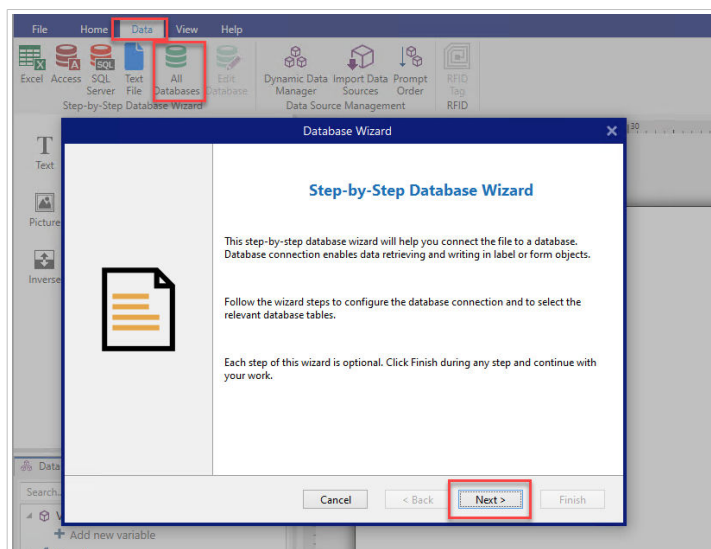 File Home Data View Help
Excel Access SQL Server Text File All Databases Edit Database Dynamic Data Manager Import Data Sources Prompt Order RFID Tag
Step-by-Step Database Wizard Data Source Management RFID
Database Wizard
30
Text
Picture
Inverse
Step-by-Step Database Wizard
This step-by-step database wizard will help you connect the file to a database.
Database connection enables data retrieving and writing in label or form objects.
Follow the wizard steps to configure the database connection and to select the
relevant database tables.
Each step of this wizard is optional. Click Finish during any step and continue with
your work.
Data
Search
Cancel < Back Next > Finish
V
Add new variable